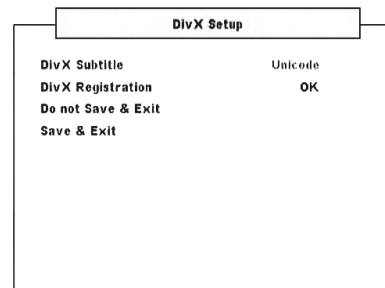 DivX Setup
DivX Subtitle Unicode
DivX Registration OK
Do not Save & Exit
Save & Exit